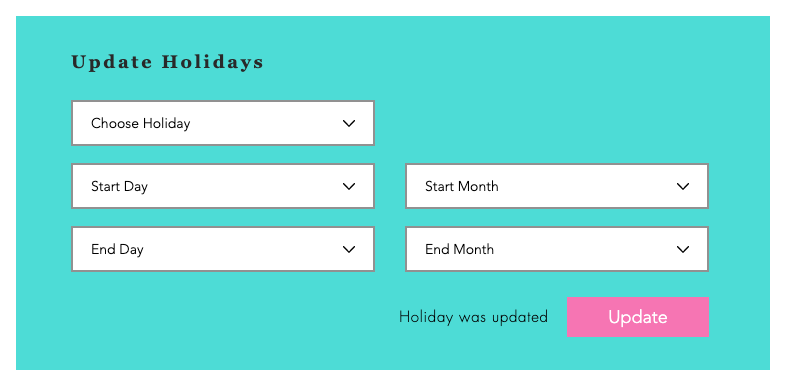 Update Holidays
Choose Holiday
Start Day
Start Month
End Day
End Month
Holiday was updated
Update